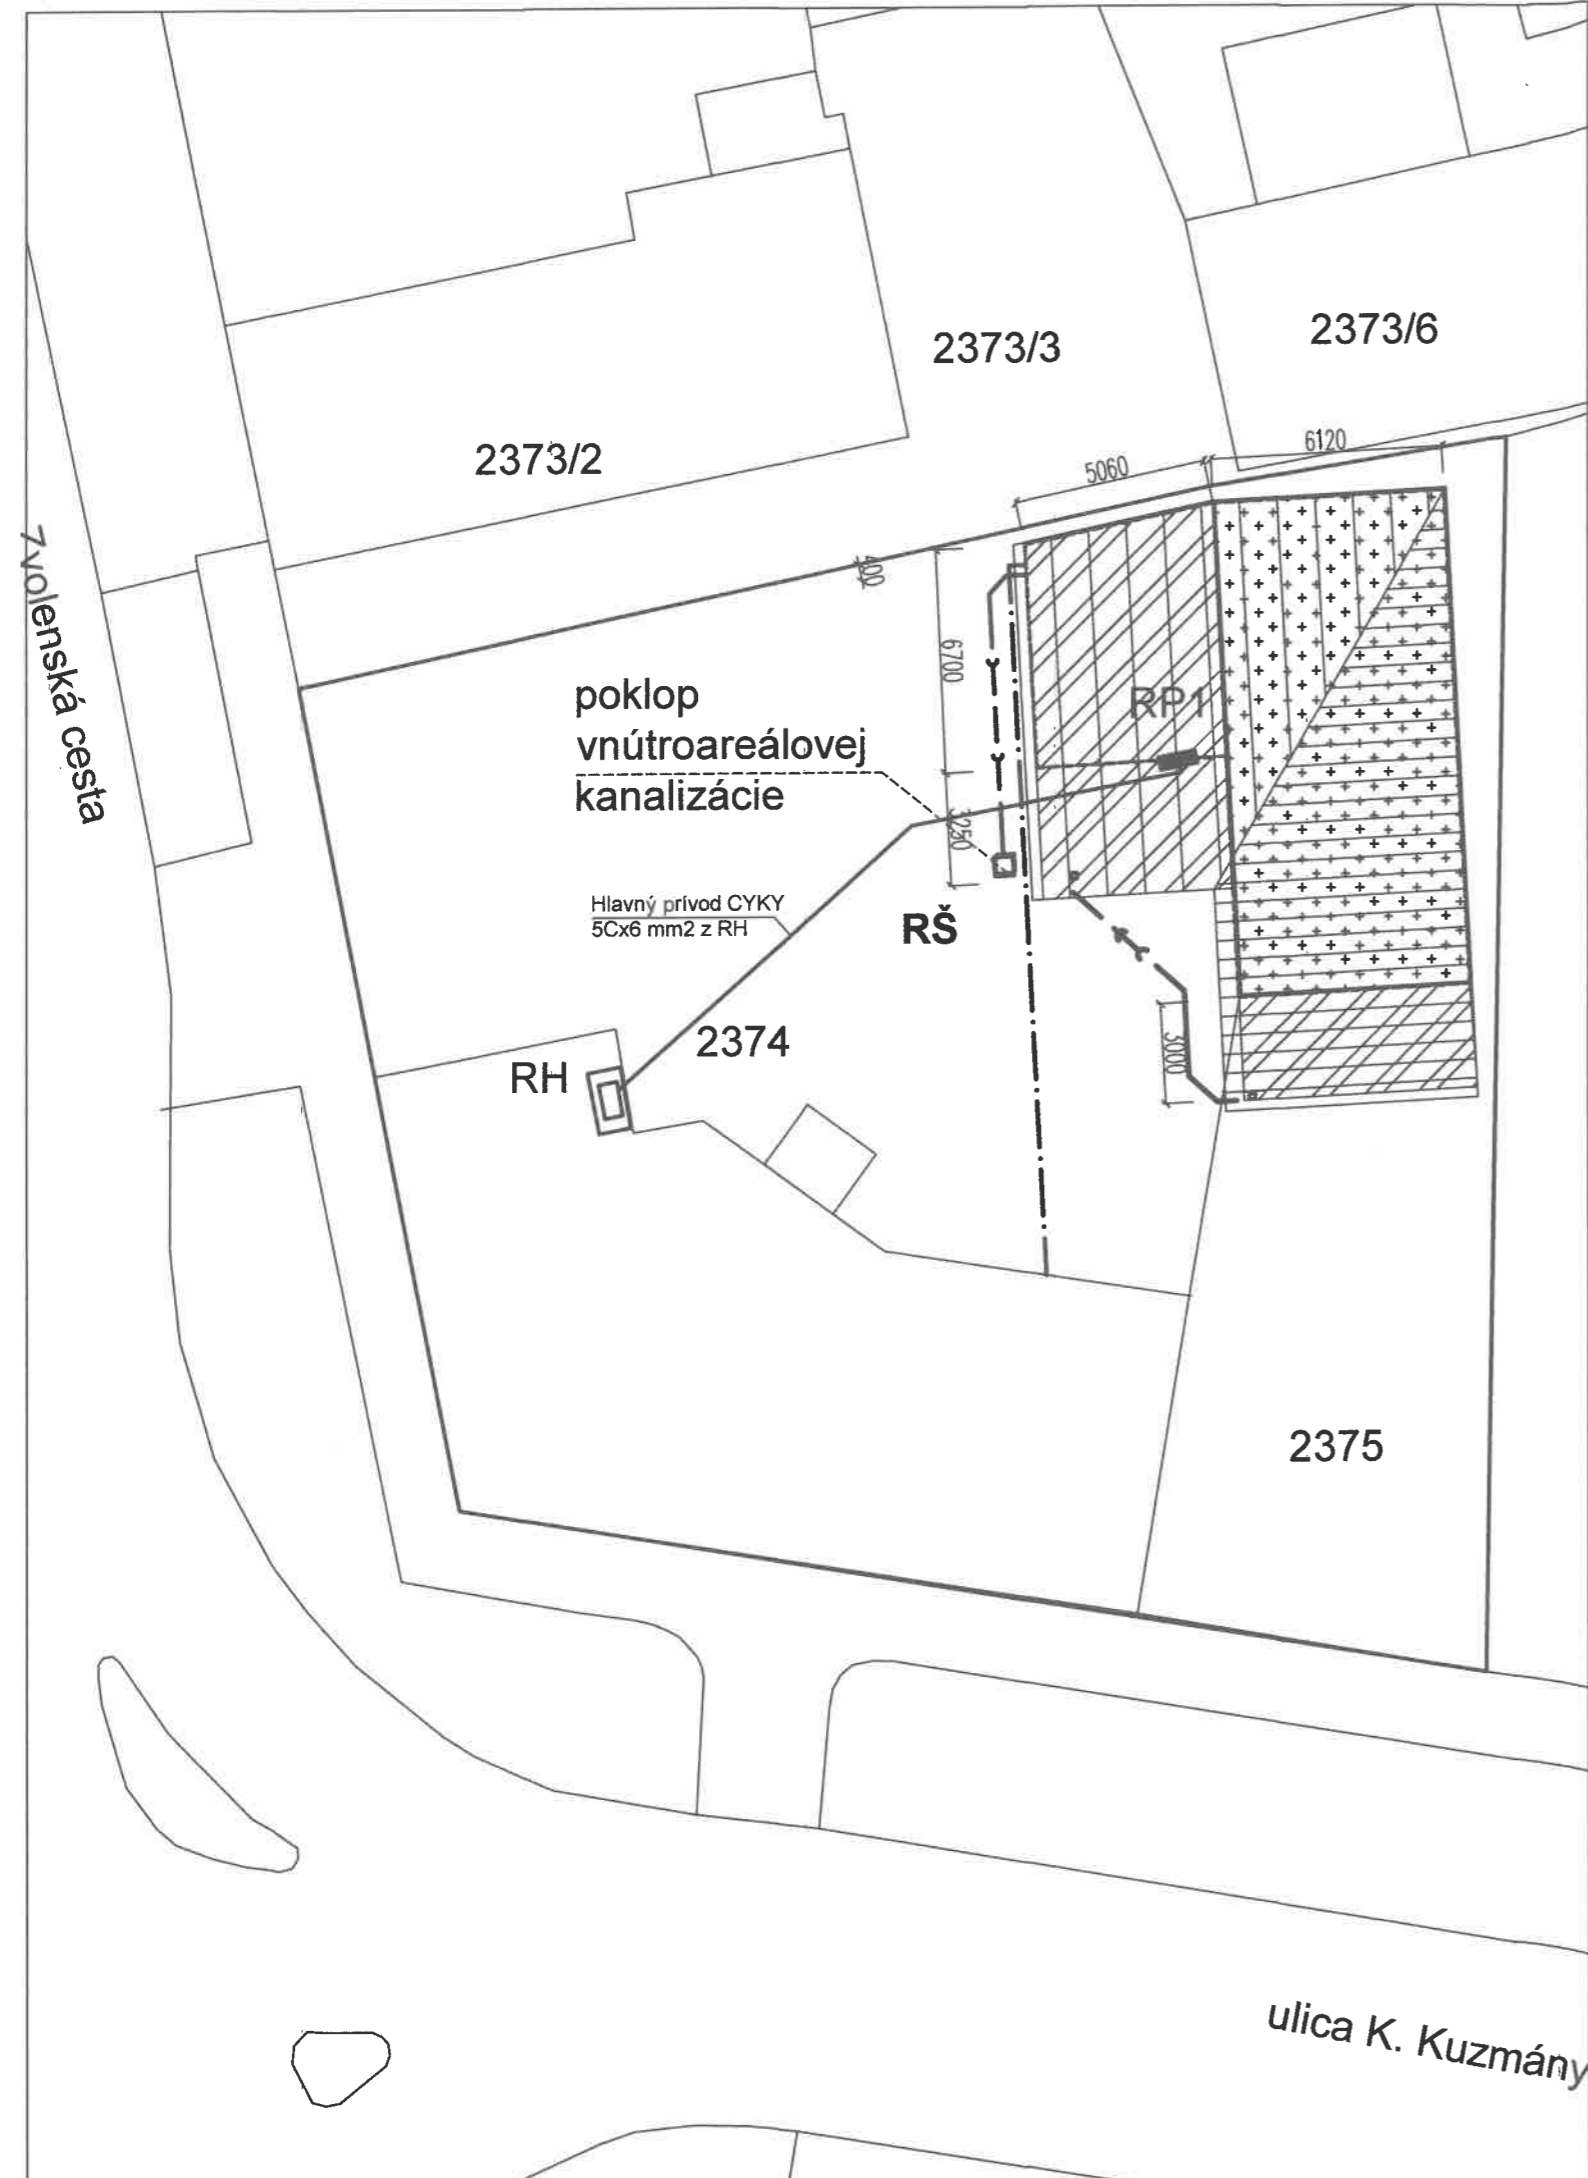 2373/6
2373/3
6120
2373/2
5060
400
Zvolenská cesta
6700
poklop
vnútroareálovej
kanalizácie
RP1
3250
Hlavný prívod CYKY
5Cx6 mm2 z RH
RŠ
2374
RH
3000
2375
ulica K. Kuzmány